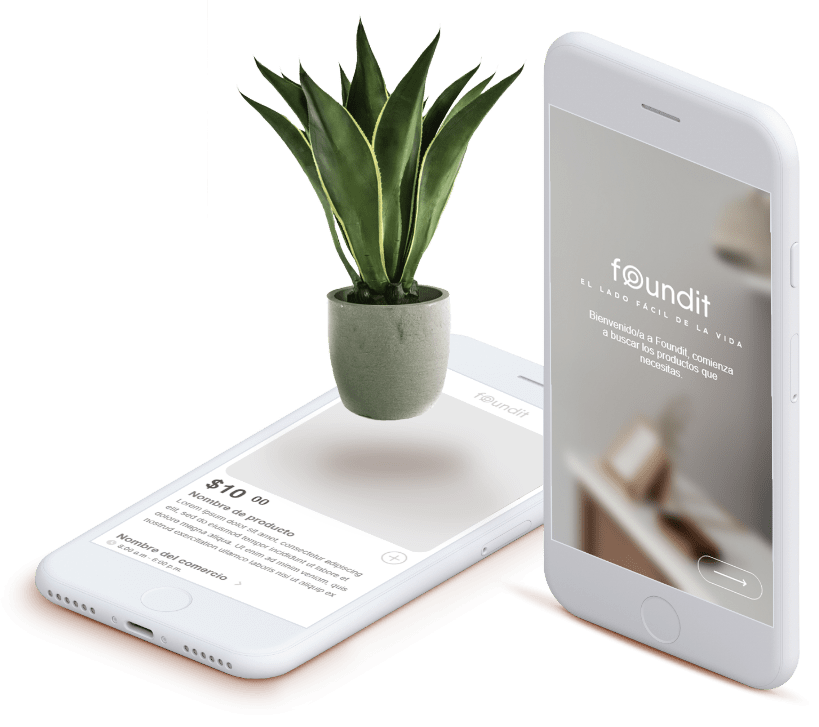 foundit
EL LADO FÁCIL DE LA VIDA
Bienvenido/a a Foundit, comienza
a buscar los productos que
necesitas.
foundit
$10 00
Nombre de producto
Lorem ipsum dolor sit amet, consectetur adipiscing
elit, sed do eiusmod tempor incididunt ut labore et
dolore magna aliqua. Ut enim ad minim veniam, quis
nostrud exercitation ullamco laboris nisi ut aliquip ex
Nombre del comercio
8:00 a.m - 6:00 p.m.